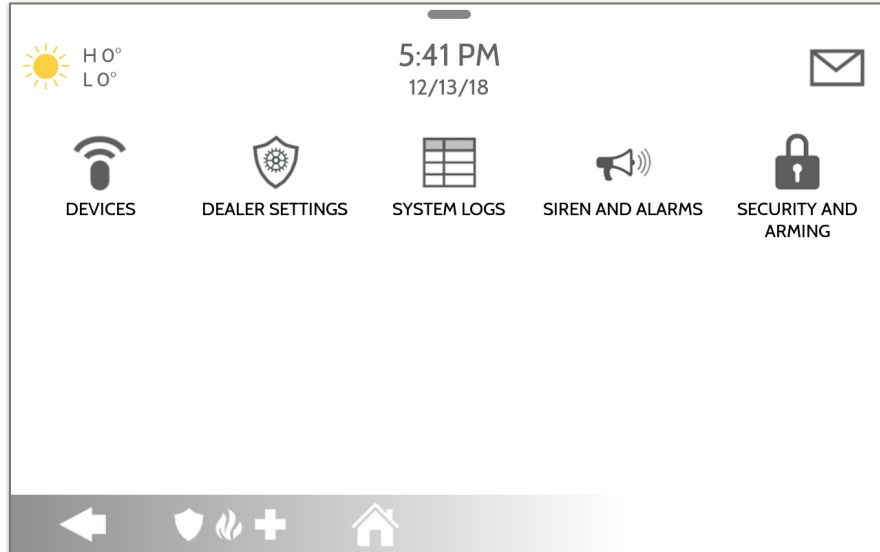 H 0°
L 0°
5:41 PM
12/13/18
DEVICES
DEALER SETTINGS
SYSTEM LOGS
SIREN AND ALARMS
SECURITY AND
ARMING